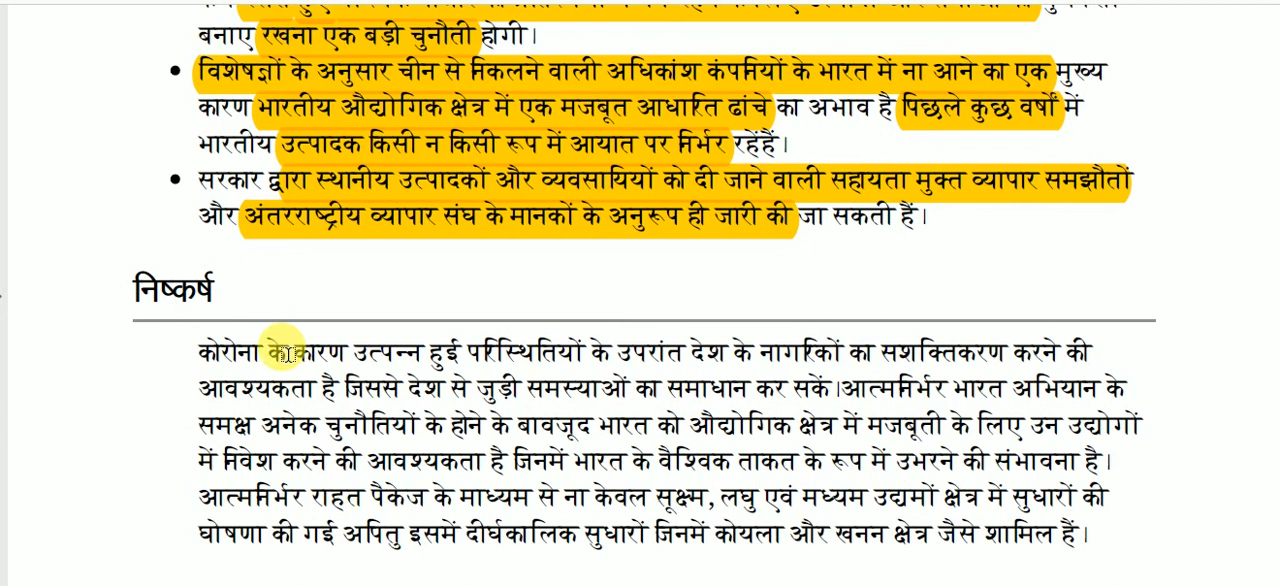 बनाए रखना एक बड़ी चुनौती होगी।
• विशेषज्ञों के अनुसार चीन से निकलने वाली अधिकांश कंपनियों के भारत में ना आने का एक मुख्य
कारण भारतीय औद्योगिक क्षेत्र में एक मजबूत आधारित ढांचे का अभाव है पिछले कुछ वर्षों में
भारतीय उत्पादक किसी न किसी रूप में आयात पर निर्भर रहेंहैं।
• सरकार द्वारा स्थानीय उत्पादकों और व्यवसायियों को दी जाने वाली सहायता मुक्त व्यापार समझौतों
और अंतरराष्ट्रीय व्यापार संघ के मानकों के अनुरूप ही जारी की जा सकती हैं।
निष्कर्ष
कोरोना के कारण उत्पन्न हुई परिस्थितियों के उपरांत देश के नागरिकों का सशक्तिकरण करने की
आवश्यकता है जिससे देश से जुड़ी समस्याओं का समाधान कर सकें।आत्मनिर्भर भारत अभियान के
समक्ष अनेक चुनौतियों के होने के बावजूद भारत को औद्योगिक क्षेत्र में मजबूती के लिए उन उद्योगों
में निवेश करने की आवश्यकता है जिनमें भारत के वैश्विक ताकत के रूप में उभरने की संभावना है।
आत्मनिर्भर राहत पैकेज के माध्यम से ना केवल सूक्ष्म, लघु एवं मध्यम उद्यमों क्षेत्र में सुधारों की
घोषणा की गई अपितु इसमें दीर्घकालिक सुधारों जिनमें कोयला और खनन क्षेत्र जैसे शामिल हैं।